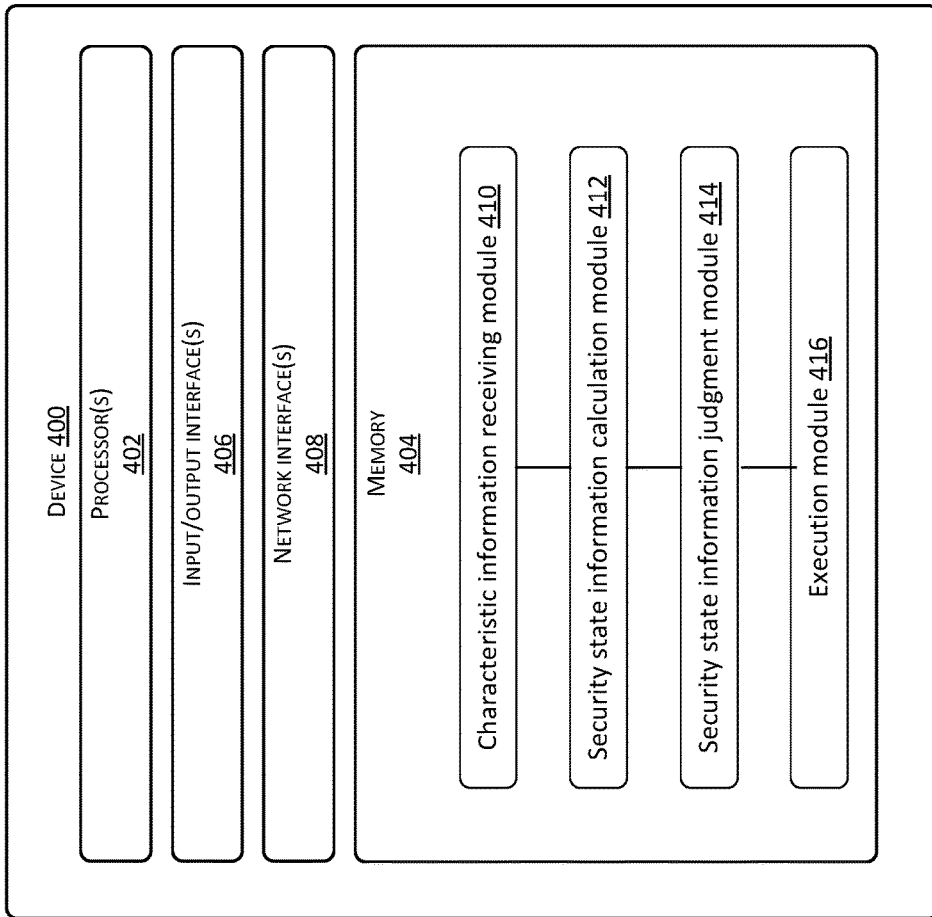 DEVICE 400
PROCESSOR(S)
402
INPUT/OUTPUT INTERFACE(S)
406
NETWORK INTERFACE(S)
408
MEMORY
404
Characteristic information receiving module 410
Security state information calculation module 412
Security state information judgment module 414
Execution module 416